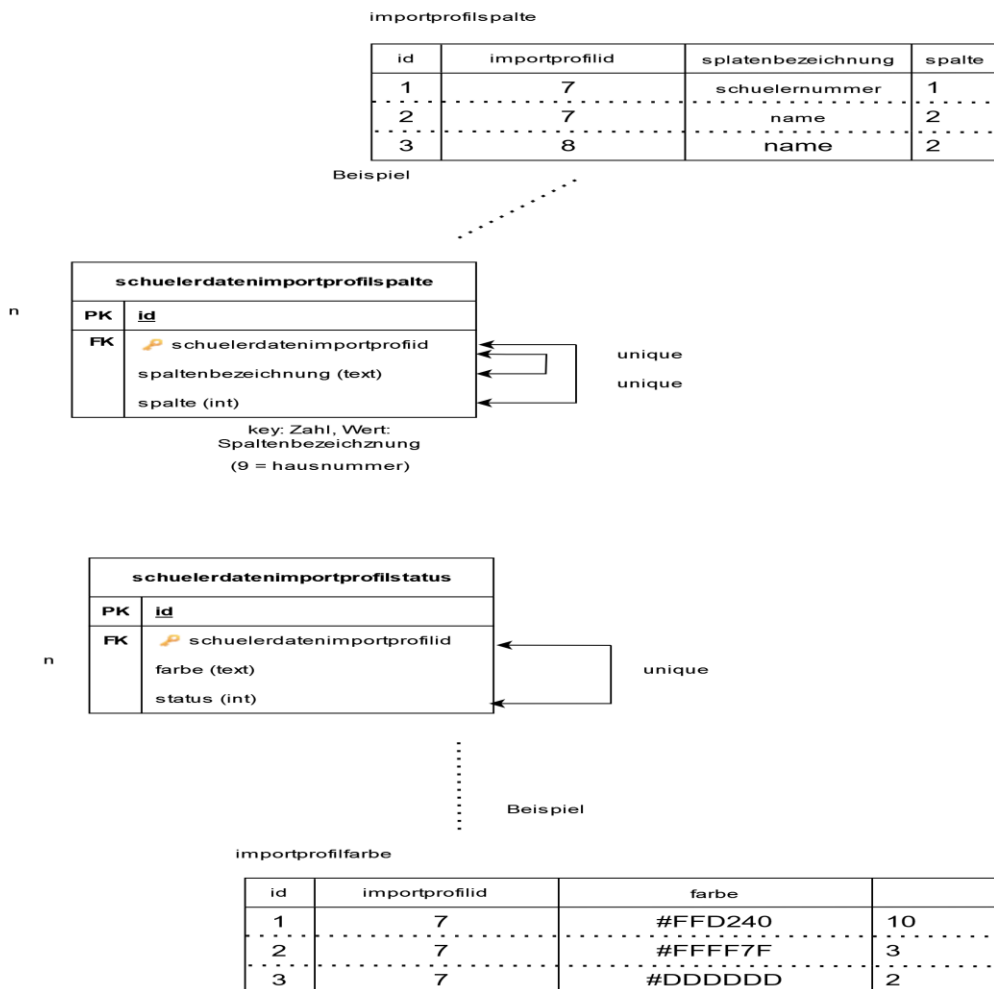 importprofilspalte
id importprofilid splatenbezeichnung spalte
1 7 schuelernummer 1
2 7 name 2
3 8 name 2
Beispiel
schuelerdatenimportprofilspalte
n
PK id
FK schuelerdatenimportprofiid
spaltenbezeichnung (text)
spalte (int)
unique
unique
key: Zahl, Wert:
Spaltenbezeichznung
(9 = hausnummer)
schuelerdatenimportprofilstatus
PK id
FK schuelerdatenimportprofilid
n
farbe (text)
status (int)
unique
Beispiel
importprofilfarbe
id importprofilid farbe
1 7 #FFD240 10
2 7 #FFFF7F 3
3 7 #DDDDDD 2